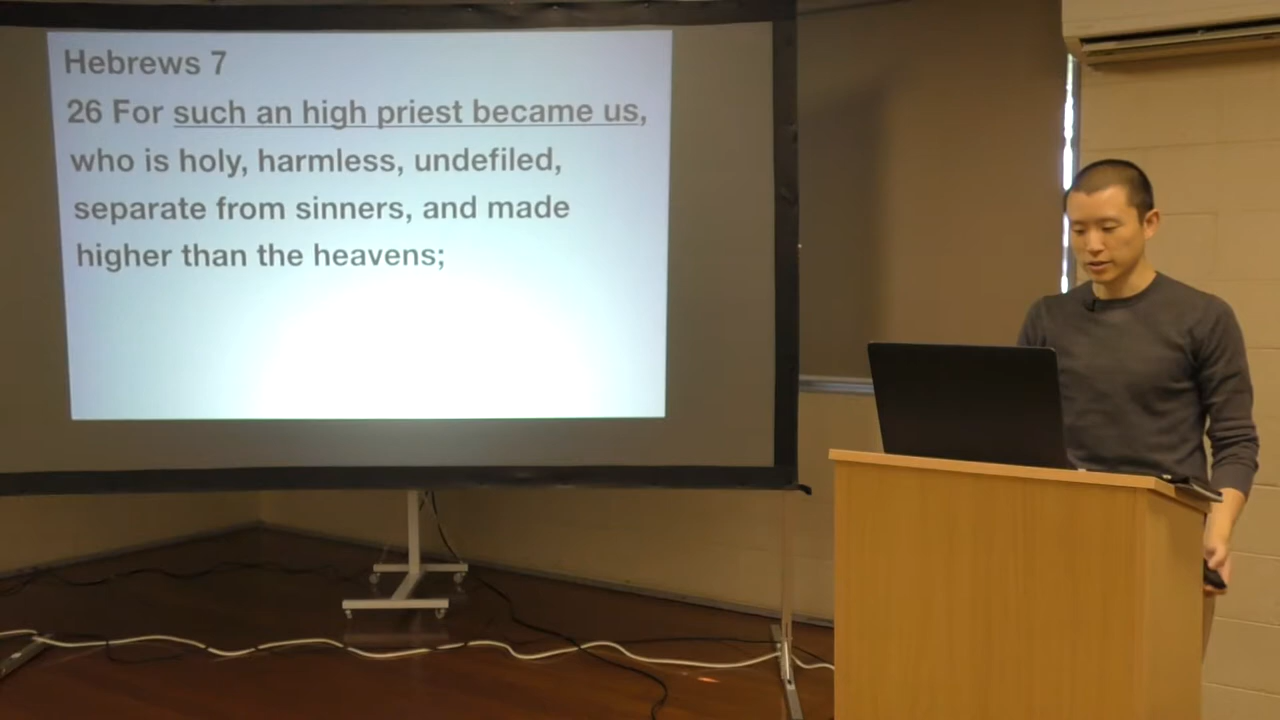 Hebrews 7
26 For such an high priest became us,
who is holy, harmless, undefiled,
separate from sinners, and made
higher than the heavens;